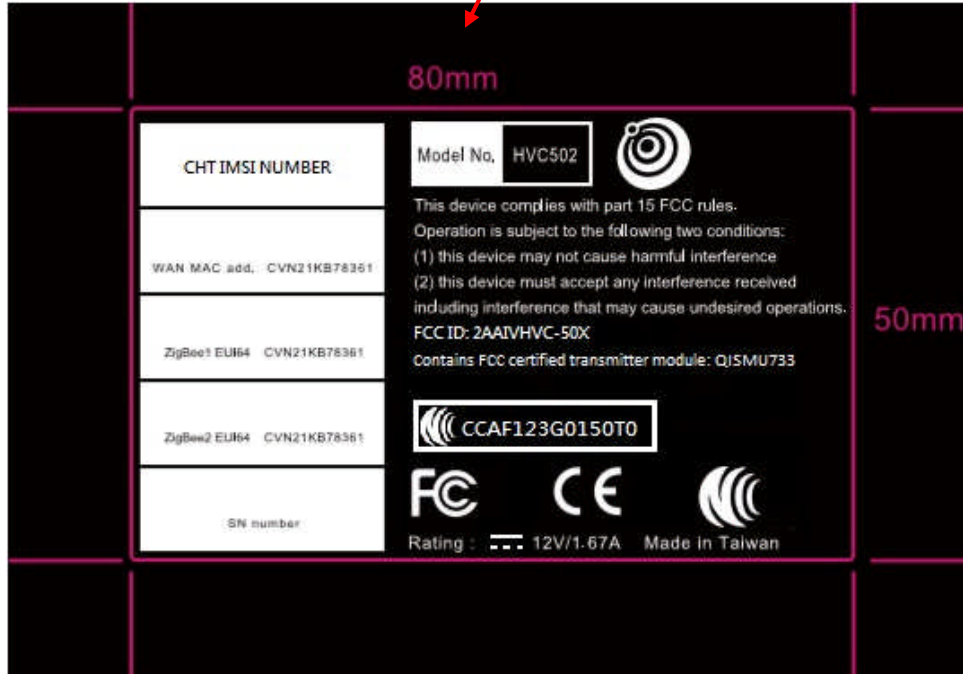 80mm
CHT IMSI NUMBER
WAN MAC add. CVN21KB78361
ZigBee1 EUI64 CVN21KB78361
ZigBee2 EUI64 CVN21KB78361
SN number
Model No. HVC502
This device complies with part 15 FCC rules.
Operation is subject to the following two conditions:
(1) this device may not cause harmful interference
(2) this device must accept any interference received
including interference that may cause undesired operations.
FCC ID: 2AAIVHVC-50X
Contains FCC certified transmitter module: QISMU733
CCAF123G0150T0
FC CE
Rating : 12V/1.67A Made in Taiwan
50mm